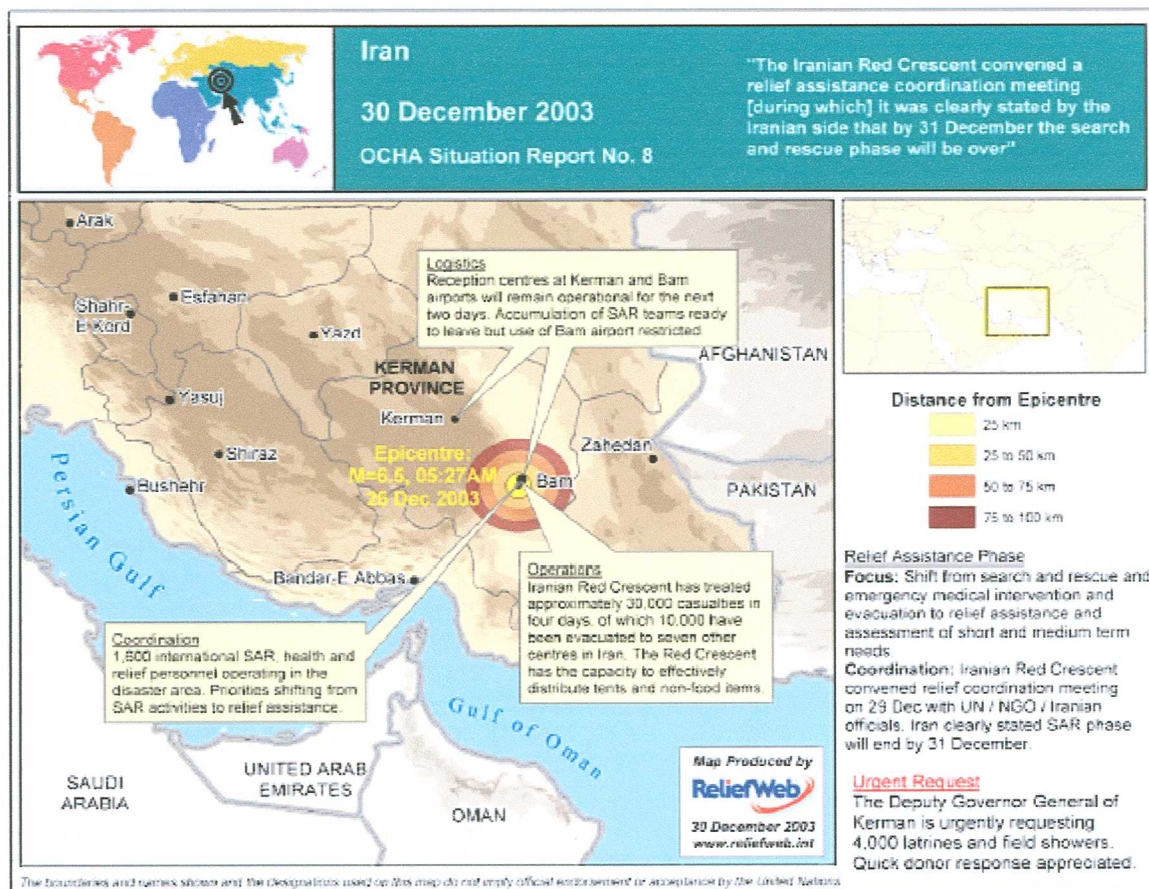 Iran
30 December 2003
OCHA Situation Report No. 8
"The Iranian Red Crescent convened a
relief assistance coordination meeting
[during which] it was clearly stated by the
Iranian side that by 31 December the search
and rescue phase will be over"
Arak
Esfahan
Shahr-
E-Kord
Yazd
Yasuj
Shiraz
Bushehr
KERMAN
PROVINCE
Kerman
Zahedan
Bam
Bandar-E Abbas
AFGHANISTAN
PAKISTAN
Persian Gulf
Gulf of Oman
SAUDI
ARABIA
UNITED ARAB
EMIRATES
OMAN
Epicentre:
M=6.5, 05:27AM
26 Dec 2003
Logistics
Reception centres at Kerman and Bam
airports will remain operational for the next
two days. Accumulation of SAR teams ready
to leave but use of Bam airport restricted.
Operations
Iranian Red Crescent has treated
approximately 30,000 casualties in
four days, of which 10,000 have
been evacuated to seven other
centres in Iran. The Red Crescent
has the capacity to effectively
distribute tents and non-food items.
Coordination
1,600 international SAR, health and
relief personnel operating in the
disaster area. Priorities shifting from
SAR activities to relief assistance.
Map Produced by
ReliefWeb
30 December 2003
www.reliefweb.int
Distance from Epicentre
25 km
25 to 50 km
50 to 75 km
75 to 100 km
Relief Assistance Phase
Focus: Shift from search and rescue and
emergency medical intervention and
evacuation to relief assistance and
assessment of short and medium term
needs.
Coordination: Iranian Red Crescent
convened relief coordination meeting
on 29 Dec with UN / NGO / Iranian
officials. Iran clearly stated SAR phase
will end by 31 December.
Urgent Request
The Deputy Governor General of
Kerman is urgently requesting
4,000 latrines and field showers.
Quick donor response appreciated.
The boundaries and names shown and the designations used on this map do not imply official endorsement or acceptance by the United Nations